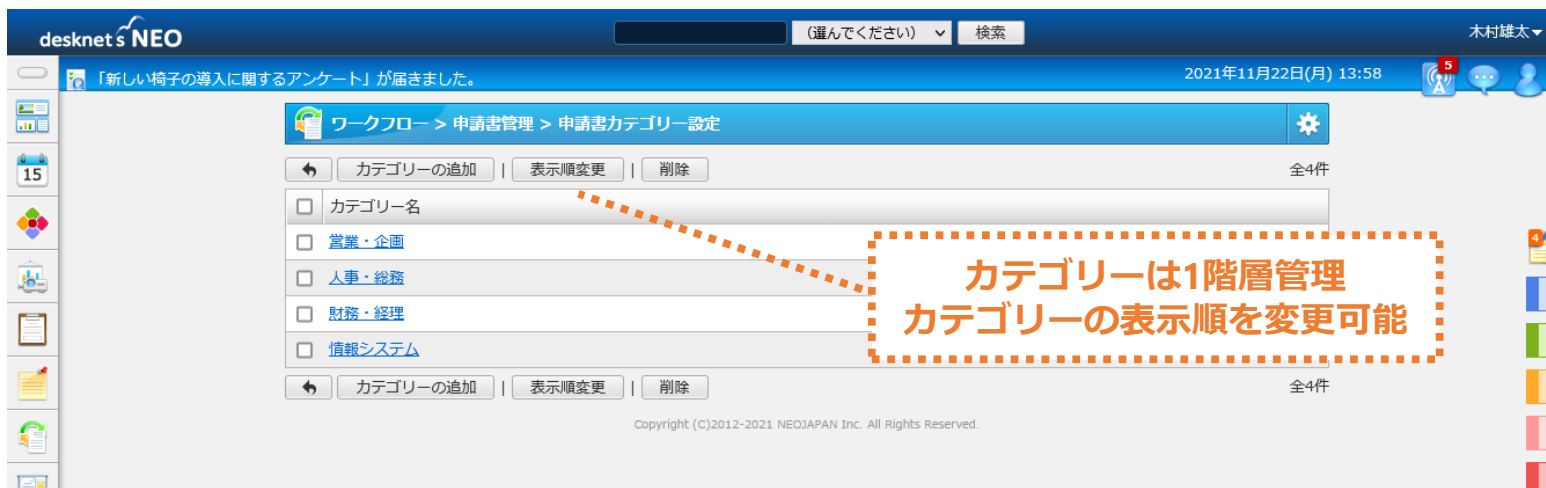 desknet's NEO
(選んでください) 検索
木村雄太
「新しい椅子の導入に関するアンケート」が届きました。
2021年11月22日(月) 13:58
5
ワークフロー > 申請書管理 > 申請書カテゴリー設定
15
カテゴリーの追加 | 表示順変更 | 削除
全4件
カテゴリー名
営業・企画
人事・総務
財務・経理
情報システム
カテゴリーは1階層管理
カテゴリーの表示順を変更可能
4
カテゴリーの追加 | 表示順変更 | 削除
全4件
Copyright (C)2012-2021 NEOJAPAN Inc. All Rights Reserved.